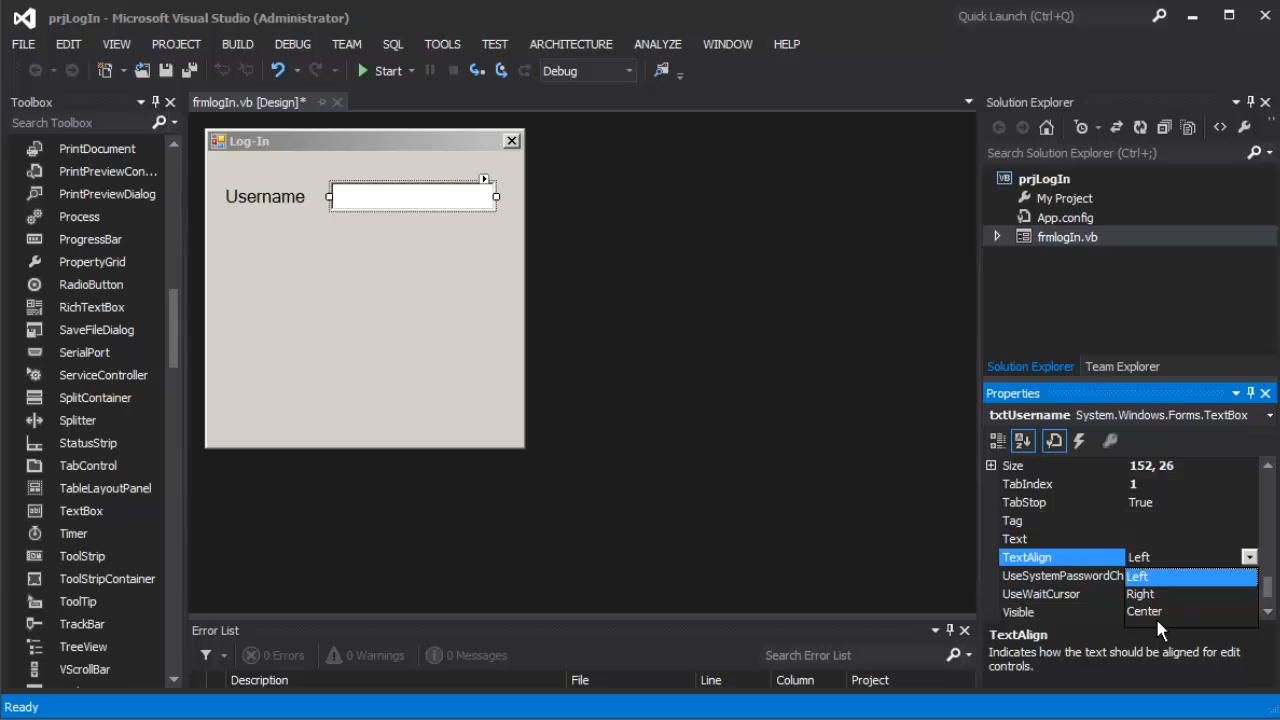 prjLogIn - Microsoft Visual Studio (Administrator)
Quick Launch (Ctrl+Q)
FILE EDIT VIEW PROJECT BUILD DEBUG TEAM SQL TOOLS TEST ARCHITECTURE ANALYZE WINDOW HELP
Start
Debug
Toolbox
Search Toolbox
PrintDocument
PrintPreviewCon...
PrintPreviewDialog
Process
ProgressBar
PropertyGrid
RadioButton
RichTextBox
SaveFileDialog
SerialPort
ServiceController
SplitContainer
Splitter
StatusStrip
TabControl
TableLayoutPanel
TextBox
Timer
ToolStrip
ToolStripContainer
ToolTip
TrackBar
TreeView
VScrollBar
frmlogIn.vb [Design]*
Log-In
Username
Error List
0 Errors
0 Warnings
0 Messages
Search Error List
Description File Line Column Project
Solution Explorer
Search Solution Explorer (Ctrl+;)
VB prjLogIn
My Project
App.config
frmlogIn.vb
Solution Explorer Team Explorer
Properties
txtUsername System.Windows.Forms.TextBox
Size 152, 26
TabIndex 1
TabStop True
Tag
Text
TextAlign Left
UseSystemPasswordCh
UseWaitCursor
Visible
Left
Right
Center
TextAlign
Indicates how the text should be aligned for edit
controls.
Ready